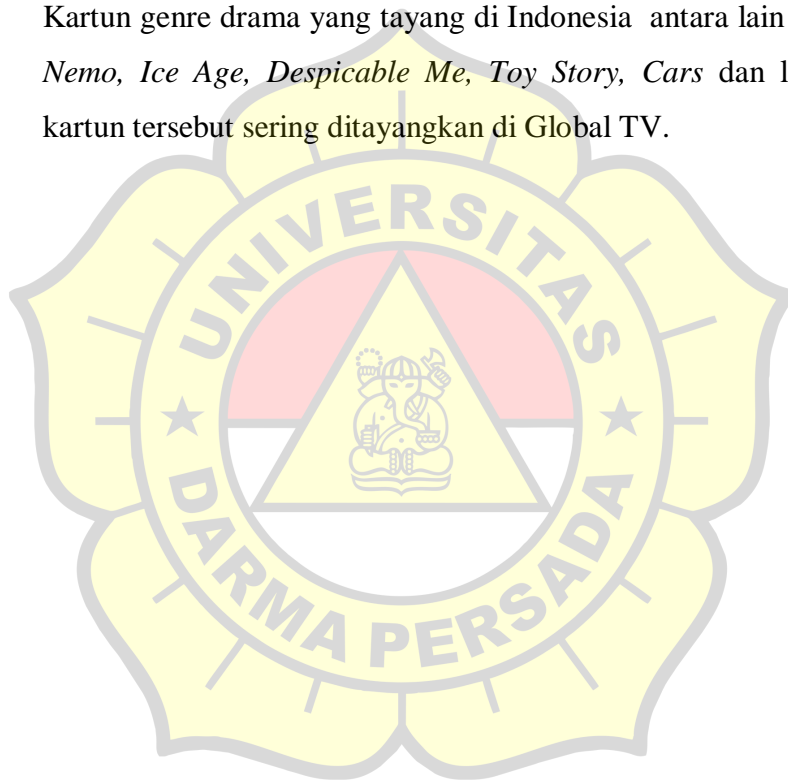 Kartun genre drama yang tayang di Indonesia antara lain
Nemo, Ice Age, Despicable Me, Toy Story, Cars dan l
kartun tersebut sering ditayangkan di Global TV.
UNIVERSITAS
DARMA PERSADA